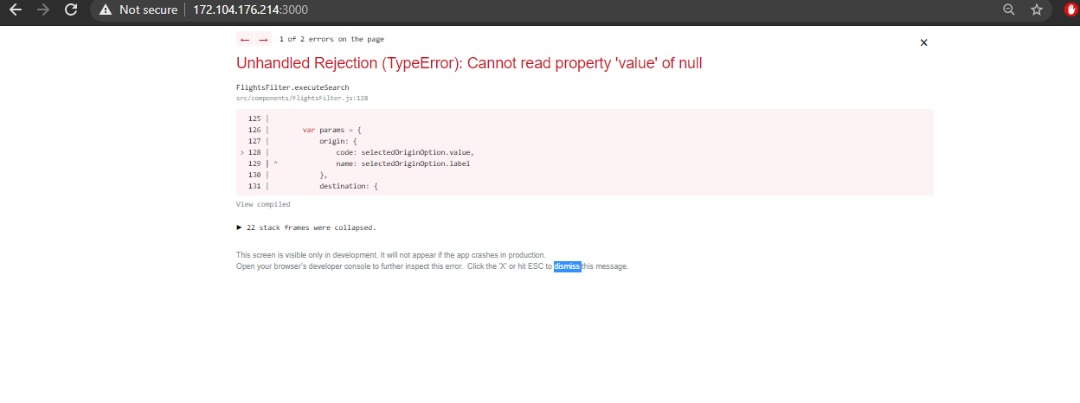 Not secure | 172.104.176.214:3000
← → 1 of 2 errors on the page
Unhandled Rejection (TypeError): Cannot read property 'value' of null
FlightsFilter.executeSearch
src/components/FlightsFilter.js:128
125 |
126 | var params = {
127 | origin: {
> 128 | code: selectedOriginOption.value,
129 | ^ name: selectedOriginOption.label
130 | },
131 | destination: {
View compiled
▶ 22 stack frames were collapsed.
This screen is visible only in development. It will not appear if the app crashes in production.
Open your browser's developer console to further inspect this error. Click the 'X' or hit ESC to dismiss this message.